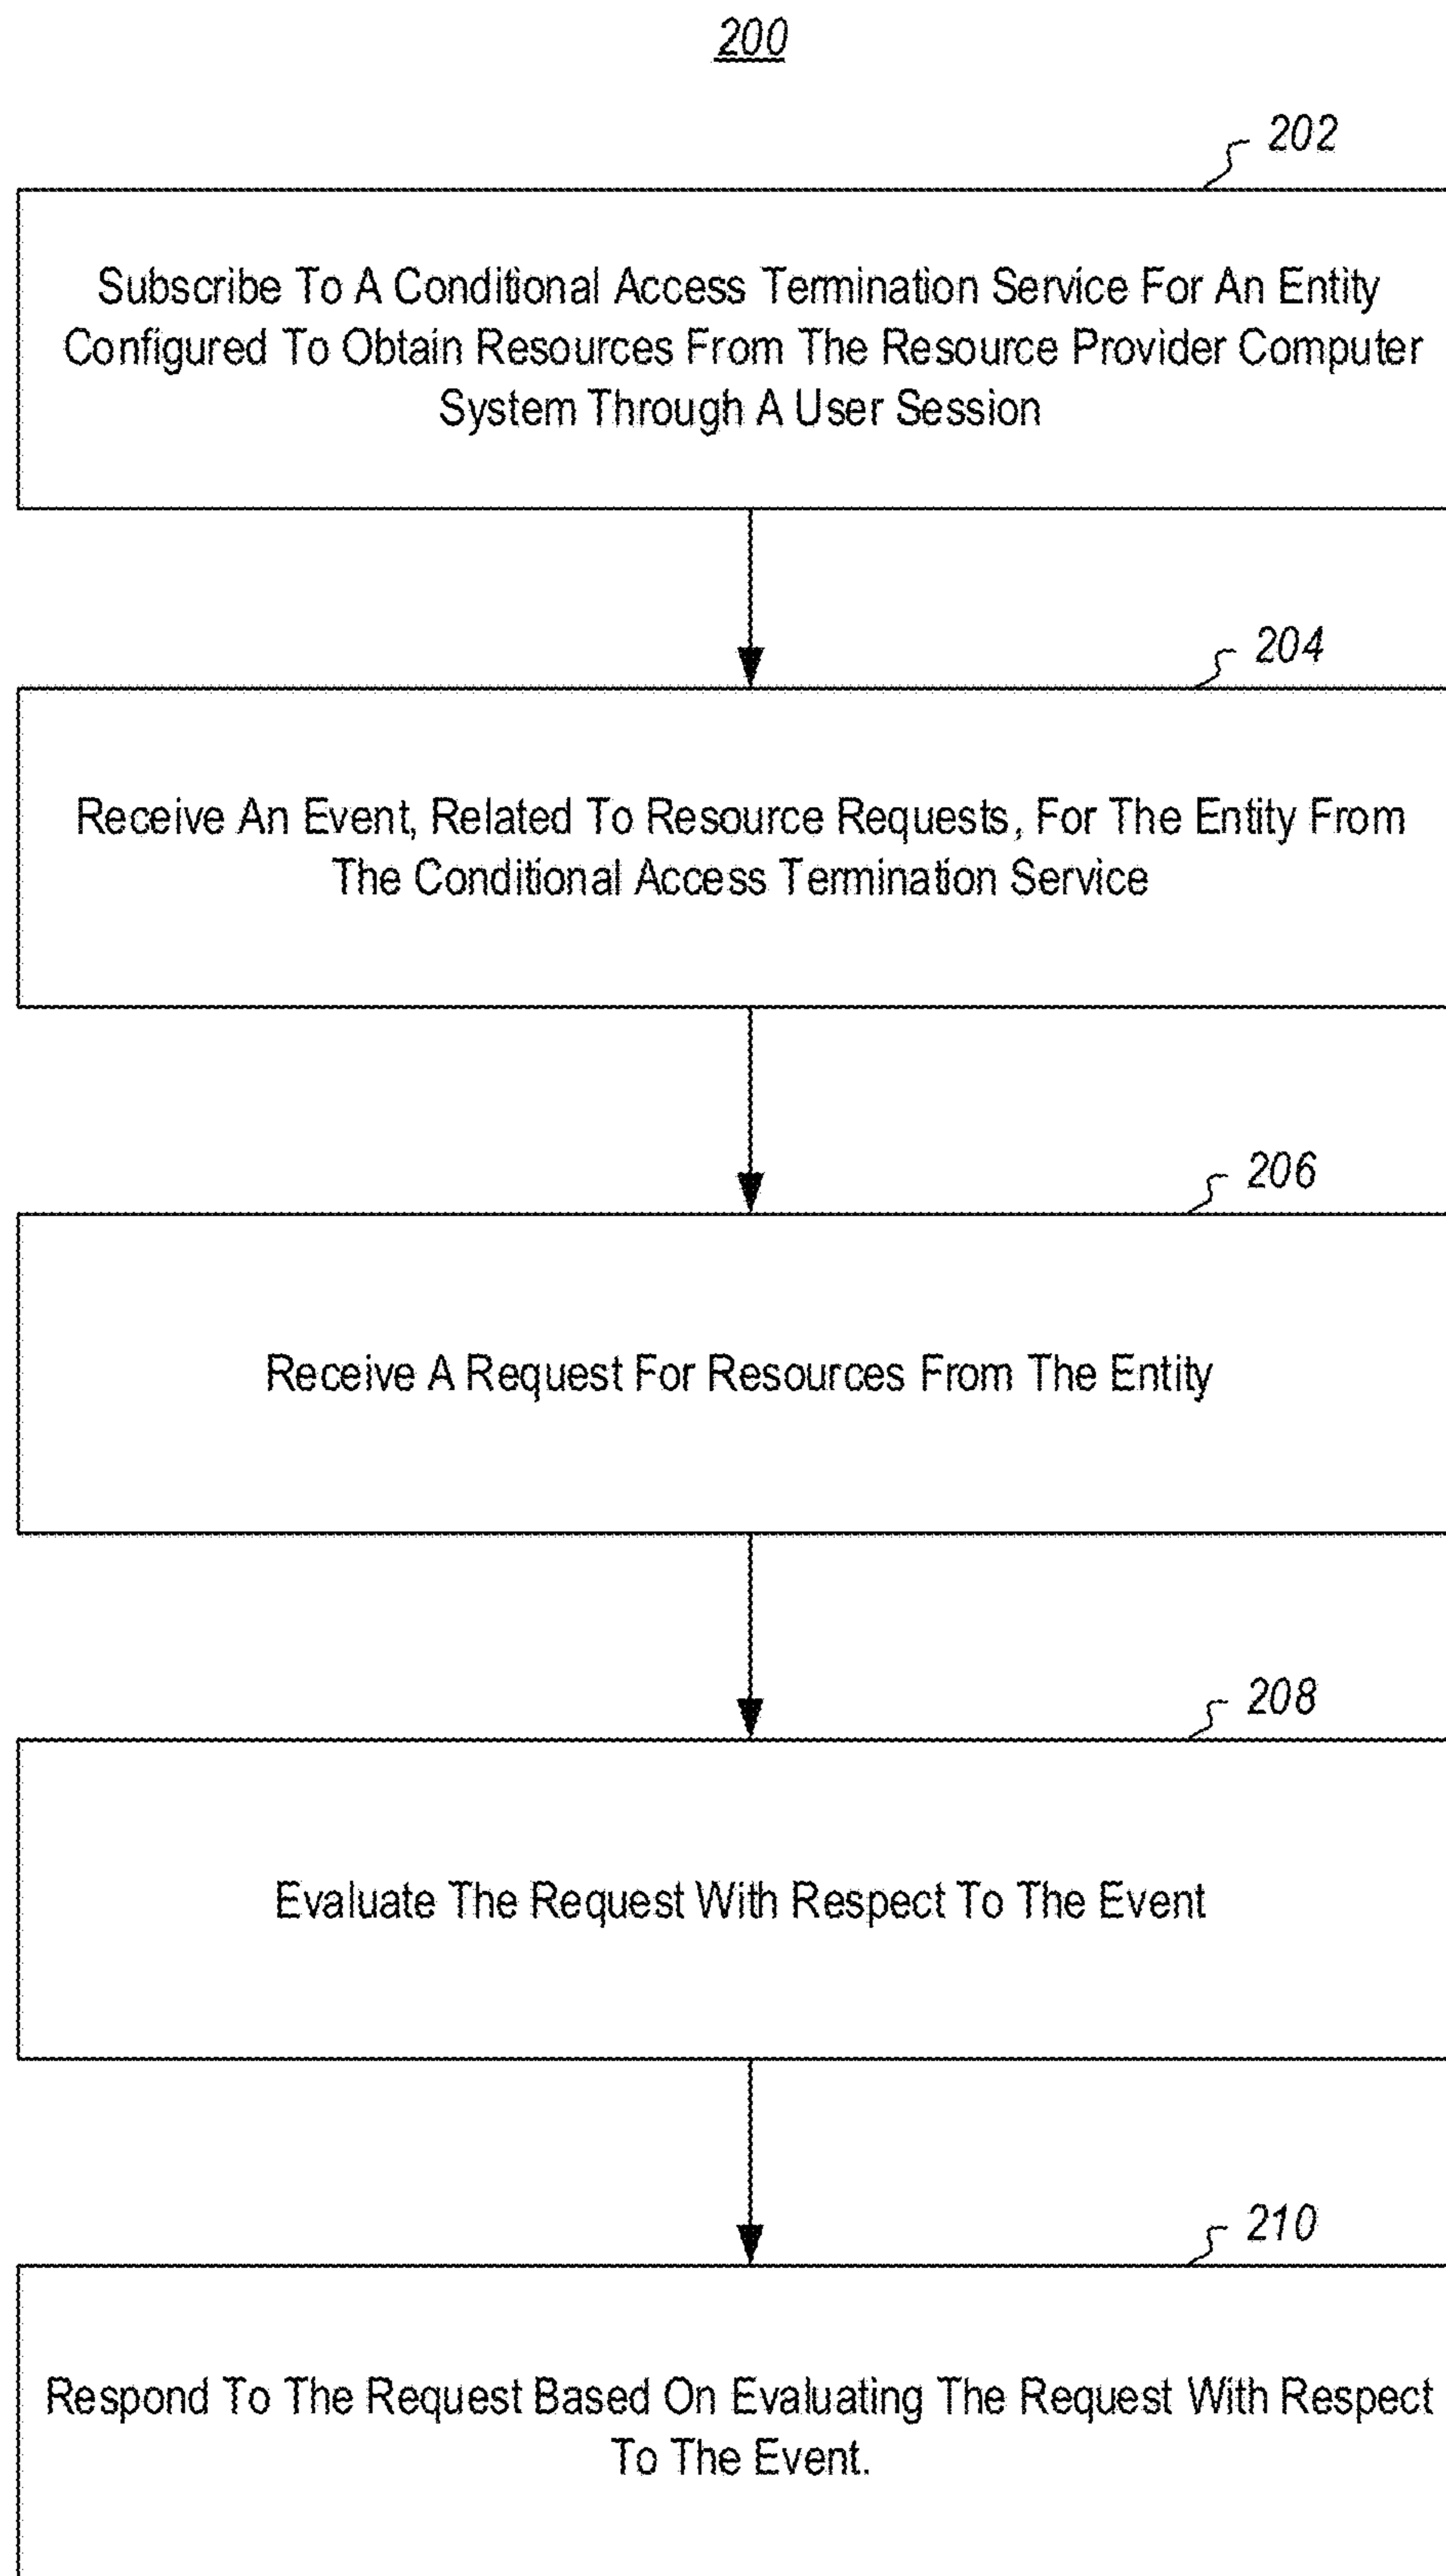 200
202
Subscribe To A Conditional Access Termination Service For An Entity
Configured To Obtain Resources From The Resource Provider Computer
System Through A User Session
204
Receive An Event, Related To Resource Requests, For The Entity From
The Conditional Access Termination Service
206
Receive A Request For Resources From The Entity
208
Evaluate The Request With Respect To The Event
210
Respond To The Request Based On Evaluating The Request With Respect
To The Event.